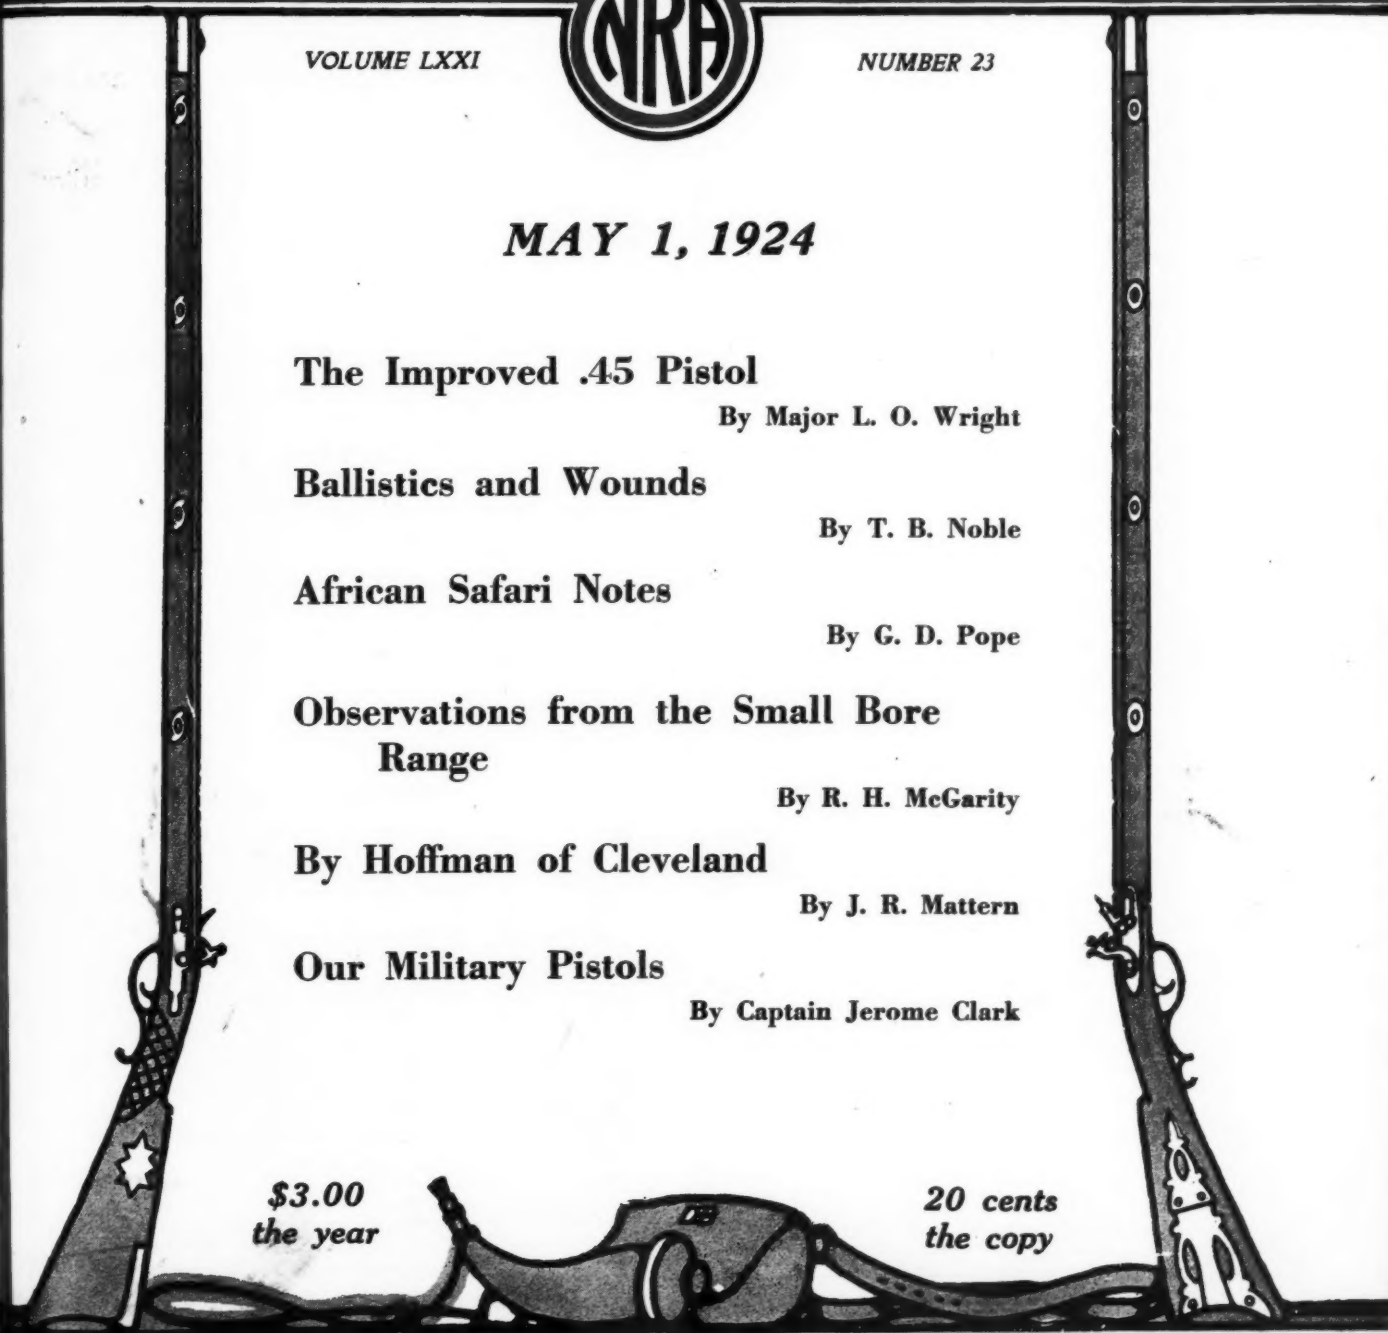 NRA
VOLUME LXXI
NUMBER 23
MAY 1, 1924
The Improved .45 Pistol
By Major L. O. Wright
Ballistics and Wounds
By T. B. Noble
African Safari Notes
By G. D. Pope
Observations from the Small Bore
Range
By R. H. McGarity
By Hoffman of Cleveland
By J. R. Mattern
Our Military Pistols
By Captain Jerome Clark
$3.00
the year
20 cents
the copy